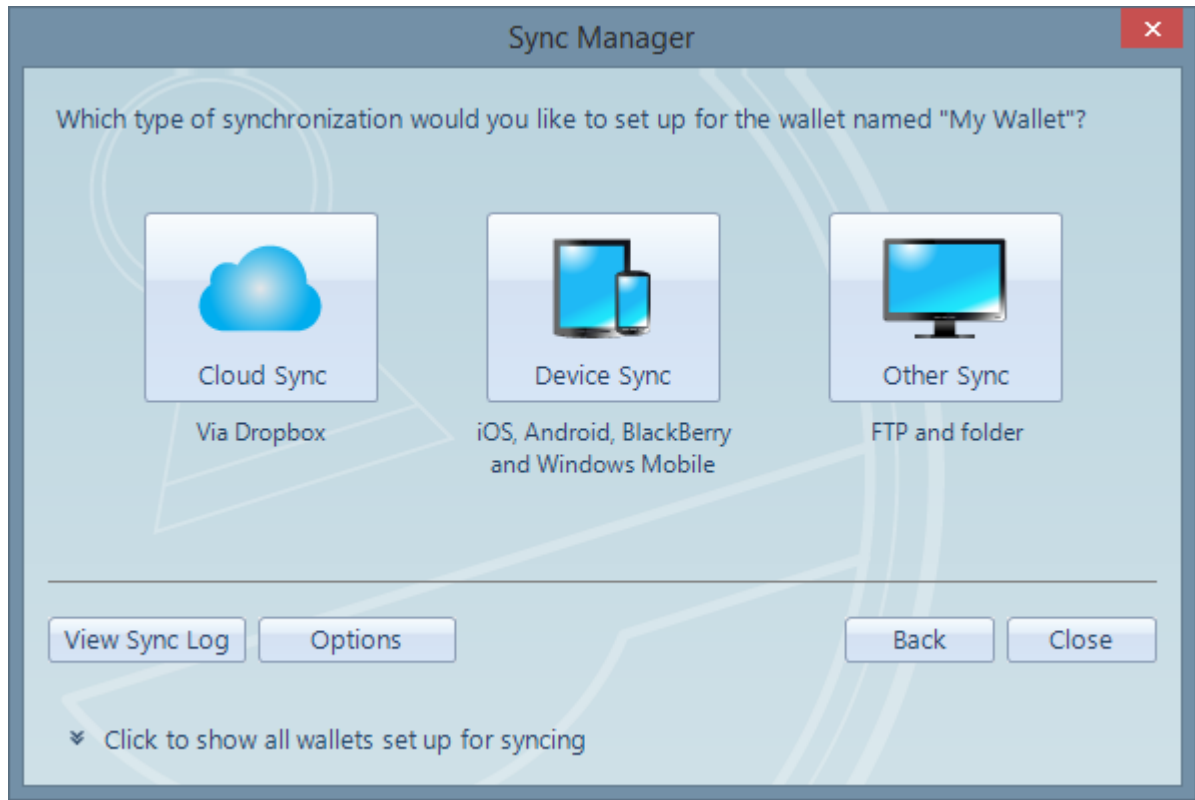 Sync Manager
Which type of synchronization would you like to set up for the wallet named "My Wallet"?
Cloud Sync
Device Sync
Other Sync
Via Dropbox
iOS, Android, BlackBerry
and Windows Mobile
FTP and folder
View Sync Log
Options
Back
Close
Click to show all wallets set up for syncing